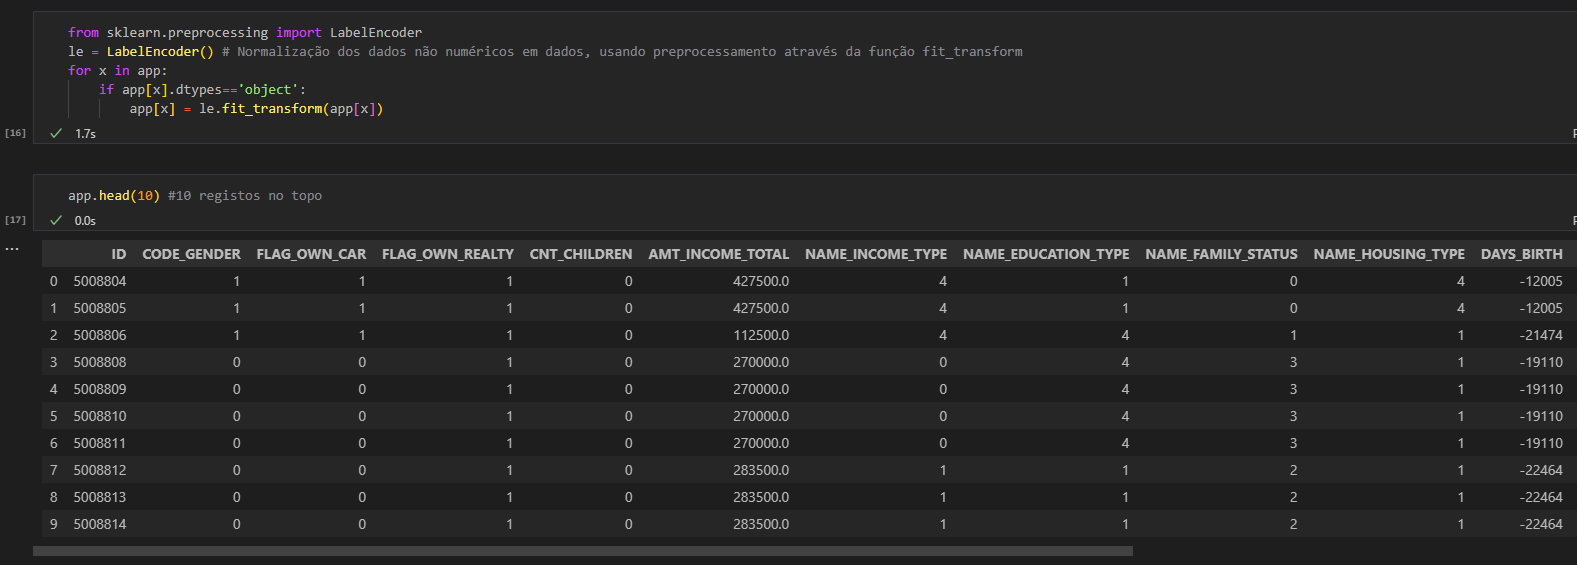 from sklearn.preprocessing import LabelEncoder
le = LabelEncoder() # Normalização dos dados não numéricos em dados, usando preprocessamento através da função fit_transform
for x in app:
if app[x].dtypes=='object':
app[x] = le.fit_transform(app[x])
[16] ✓ 1.7s
app.head(10) #10 registos no topo
[17] ✓ 0.0s
...
ID CODE_GENDER FLAG_OWN_CAR FLAG_OWN_REALTY CNT_CHILDREN AMT_INCOME_TOTAL NAME_INCOME_TYPE NAME_EDUCATION_TYPE NAME_FAMILY_STATUS NAME_HOUSING_TYPE DAYS_BIRTH
0 5008804 1 1 1 0 427500.0 4 1 0 4 -12005
1 5008805 1 1 1 0 427500.0 4 1 0 4 -12005
2 5008806 1 1 1 0 112500.0 4 4 1 1 -21474
3 5008808 0 0 1 0 270000.0 0 4 3 1 -19110
4 5008809 0 0 1 0 270000.0 0 4 3 1 -19110
5 5008810 0 0 1 0 270000.0 0 4 3 1 -19110
6 5008811 0 0 1 0 270000.0 0 4 3 1 -19110
7 5008812 0 0 1 0 283500.0 1 1 2 1 -22464
8 5008813 0 0 1 0 283500.0 1 1 2 1 -22464
9 5008814 0 0 1 0 283500.0 1 1 2 1 -22464